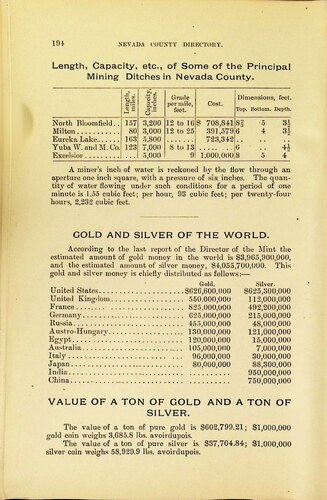 194
NEVADA COUNTY DIRECTORY.
Length, Capacity, etc., of Some of the Principal
Mining Ditches in Nevada County.
Length, miles. Capacity, inches. Grade per mile, feet. Cost. Dimensions, feet.
Top. Bottom. Depth.
North Bloomfield.. 157 3,200 12 to 16 $ 708,841 8⅔ 5 3½
Milton........... 80 3,000 12 to 25 391,579 6 4 3½
Eureka Lake.... 163 5,800 ........ 723,342 .. .. ..
Yuba W. and M. Co. 123 7,000 8 to 13 ........ 6 .. 4½
Excelsior........ 5,000 9 1,000,000 8 5 4
A miner's inch of water is reckoned by the flow through an
aperture one inch square, with a pressure of six inches. The quan-
tity of water flowing under such conditions for a period of one
minute is 1.55 cubic feet; per hour, 93 cubic feet; per twenty-four
hours, 2,232 cubic feet.
GOLD AND SILVER OF THE WORLD.
According to the last report of the Director of the Mint the
estimated amount of gold money in the world is $3,965,900,000,
and the estimated amount of silver money, $4,055,700,000. This
gold and silver money is chiefly distributed as follows:—
Gold. Silver.
United States........ $626,600,000 $625,300,000
United Kingdom........ 550,000,000 112,000,000
France........ 825,000,000 492,200,000
Germany........ 625,000,000 215,000,000
Russia........ 455,000,000 48,000,000
Austro-Hungary........ 130,000,000 121,000,000
Egypt........ 120,000,000 15,000,000
Australia........ 105,000,000 7,000,000
Italy........ 96,000,000 30,000,000
Japan........ 80,000,000 88,300,000
India........ 950,000,000
China........ 750,000,000
VALUE OF A TON OF GOLD AND A TON OF
SILVER.
The value of a ton of pure gold is $602,799.21; $1,000,000
gold coin weighs 3,685.8 lbs. avoirdupois.
The value of a ton of pure silver is $37,704.84; $1,000,000
silver coin weighs 58,929.9 lbs. avoirdupois.